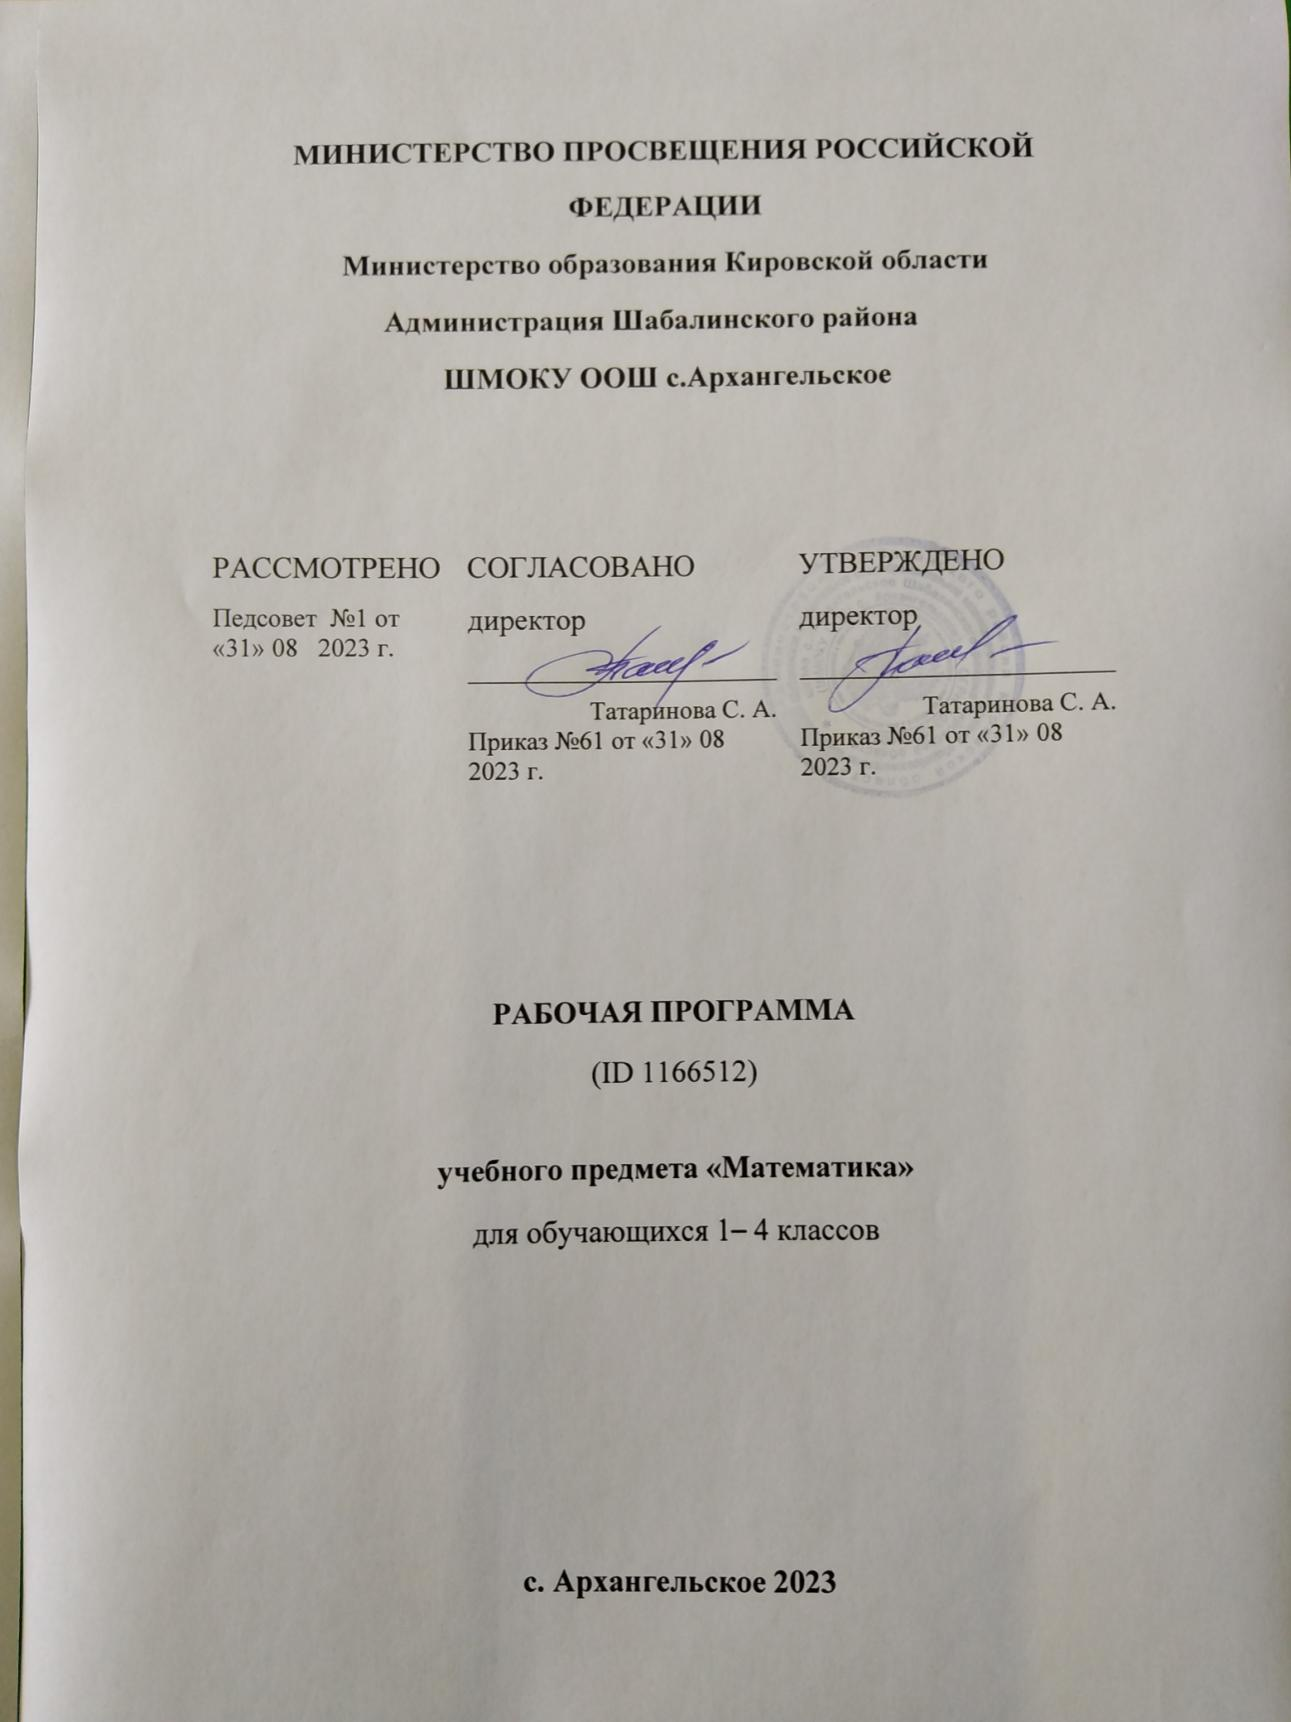 МИНИСТЕРСТВО ПРОСВЕЩЕНИЯ РОССИЙСКОЙ
ФЕДЕРАЦИИ
Министерство образования Кировской области
Администрация Шабалинского района
ШМОКУ ООШ с.Архангельское
РАССМОТРЕНО
Педсовет №1 от
«31» 08 2023 г.
СОГЛАСОВАНО
директор
Татаринова С. А.
Приказ №61 от «31» 08
2023 г.
УТВЕРЖДЕНО
директор
Татаринова С. А.
Приказ №61 от «31» 08
2023 г.
РАБОЧАЯ ПРОГРАММА
(ID 1166512)
учебного предмета «Математика»
для обучающихся 1– 4 классов
с. Архангельское 2023